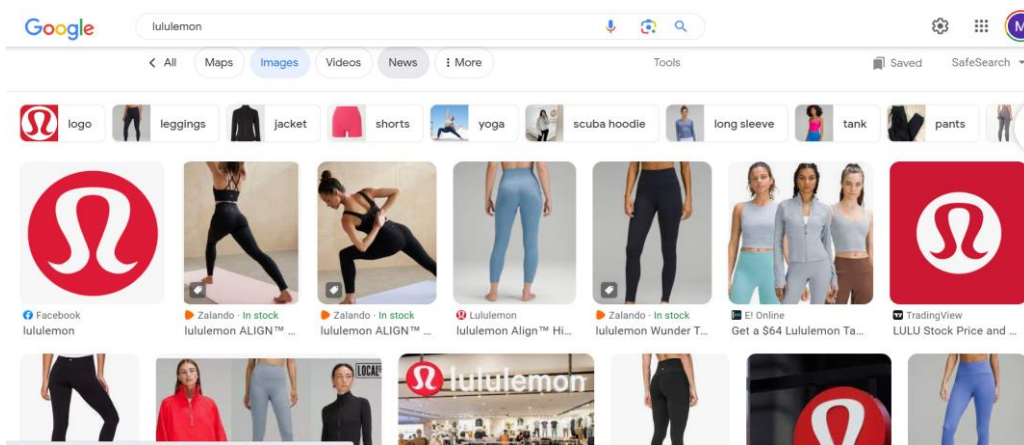 Google
lululemon
M
All Maps Images Videos News More
Tools
Saved SafeSearch
logo leggings jacket shorts yoga scuba hoodie long sleeve tank pants
Facebook
lululemon
Zalando · In stock
lululemon ALIGN™ ...
Zalando · In stock
lululemon ALIGN™ ...
Lululemon
lululemon Align™ Hi...
Zalando · In stock
lululemon Wunder T...
E! Online
Get a $64 Lululemon Ta...
TradingView
LULU Stock Price and ...
LOCAL
lululemon